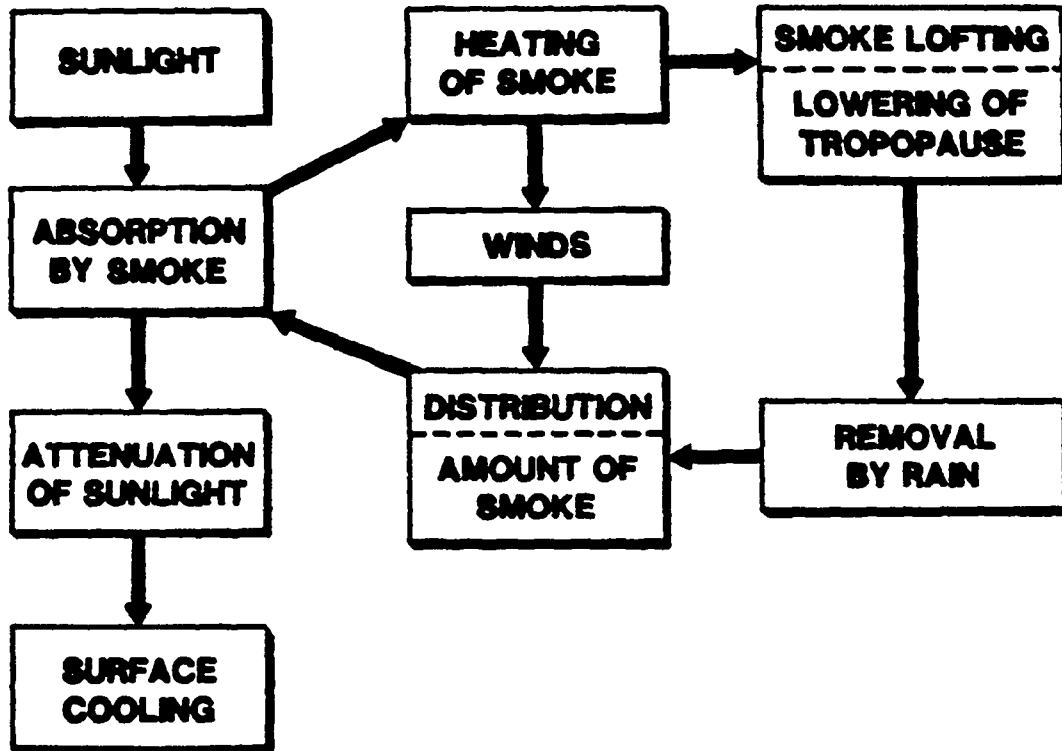 SUNLIGHT
ABSORPTION
BY SMOKE
ATTENUATION
OF SUNLIGHT
SURFACE
COOLING
HEATING
OF SMOKE
WINDS
DISTRIBUTION
AMOUNT OF
SMOKE
SMOKE LOFTING
LOWERING OF
TROPOPAUSE
REMOVAL
BY RAIN